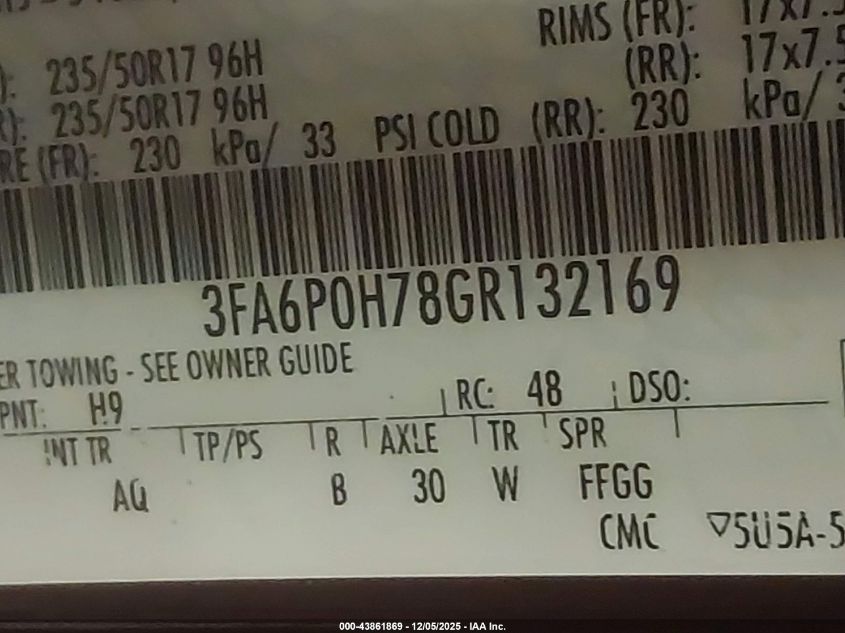 RIMS (FR): 17x7.5
): 235/50R17 96H (RR): 17x7.5
R): 235/50R17 96H
RE (FR): 230 kPa/ 33 PSI COLD (RR): 230 kPa/ 3
3FA6P0H78GR132169
ER TOWING - SEE OWNER GUIDE
PNT: H9 RC: 48 DSO:
INT TR TP/PS R AXLE TR SPR
AQ B 30 W FFGG
CMC ▽5U5A-5
000-43861869 - 12/05/2025 - IAA Inc.